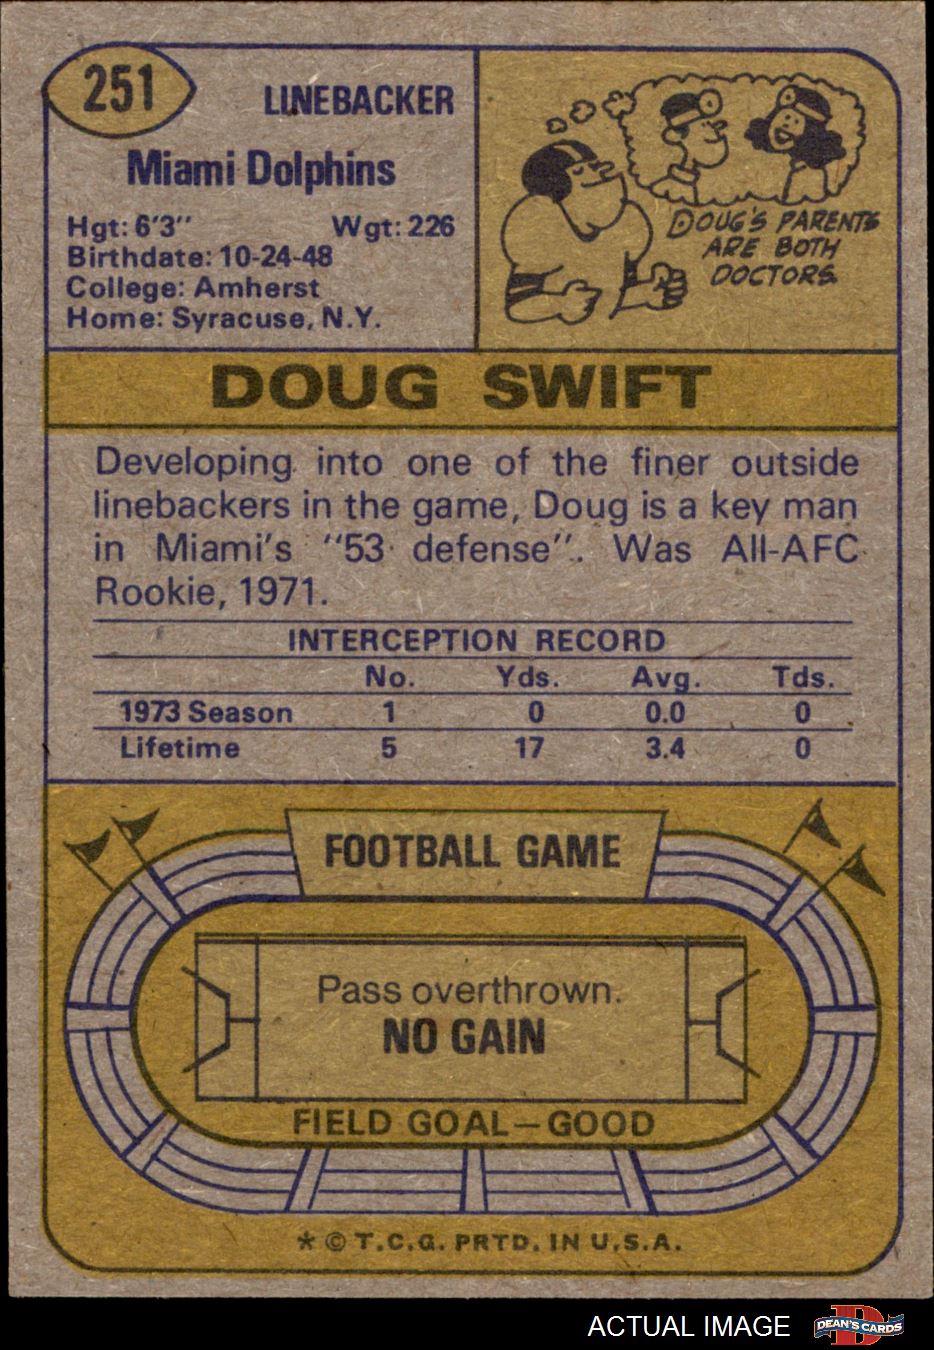 251
LINEBACKER
Miami Dolphins
Hgt: 6'3" Wgt: 226
Birthdate: 10-24-48
College: Amherst
Home: Syracuse, N.Y.
DOUG'S PARENTS
ARE BOTH
DOCTORS.
DOUG SWIFT
Developing into one of the finer outside
linebackers in the game, Doug is a key man
in Miami's "53 defense". Was All-AFC
Rookie, 1971.
INTERCEPTION RECORD
No. Yds. Avg. Tds.
1973 Season 1 0 0.0 0
Lifetime 5 17 3.4 0
FOOTBALL GAME
Pass overthrown.
NO GAIN
FIELD GOAL—GOOD
* © T.C.G. PRTD. IN U.S.A.
ACTUAL IMAGE
D
DEAN'S CARDS